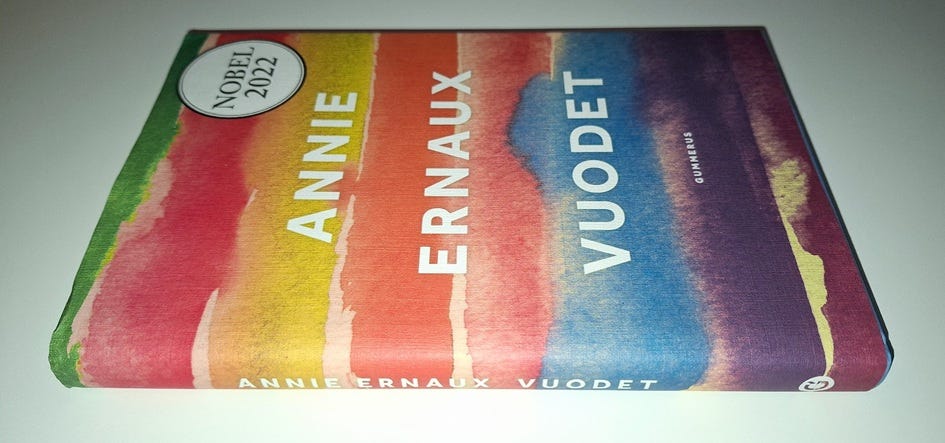 NOBEL
2022
ANNIE
ERNAUX
VUODET
GUMMERUS
ANNIE ERNAUX VUODET